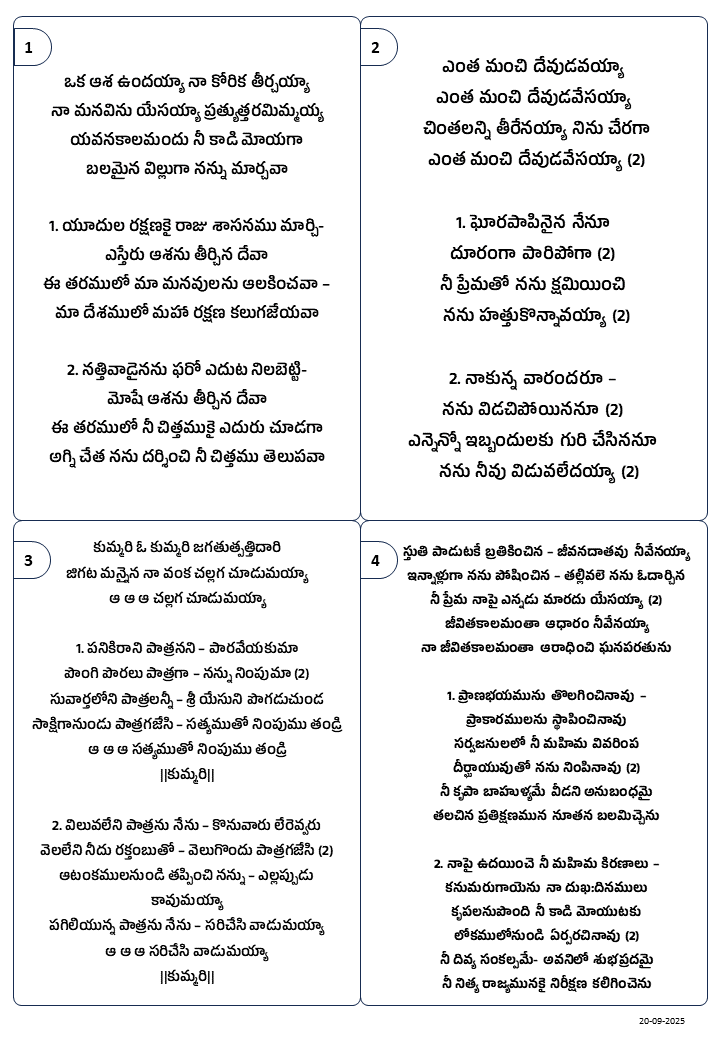 1
ఒక ఆశ ఉందయ్యా నా కోరిక తీర్చయ్యా
నా మనవిను యేసయ్యా ప్రత్యుత్తరమిమ్మయ్య
యవనకాలమందు నీ కాడి మోయగా
బలమైన విల్లుగా నన్ను మార్చవా
1. యూదుల రక్షణకై రాజు శాసనము మార్చి-
ఎస్తేరు ఆశను తీర్చిన దేవా
ఈ తరములో మా మనవులను ఆలకించవా –
మా దేశములో మహా రక్షణ కలుగజేయవా
2. నత్తివాడైనను ఫరో ఎదుట నిలబెట్టి-
మోషే ఆశను తీర్చిన దేవా
ఈ తరములో నీ చిత్తముకై ఎదురు చూడగా
అగ్ని చేత నను దర్శించి నీ చిత్తము తెలుపవా
2
ఎంత మంచి దేవుడవయ్యా
ఎంత మంచి దేవుడవేసయ్యా
చింతలన్ని తీరేనయ్యా నిను చేరగా
ఎంత మంచి దేవుడవేసయ్యా (2)
1. ఘోరపాపినైన నేనూ
దూరంగా పారిపోగా (2)
నీ ప్రేమతో నను క్షమియించి
నను హత్తుకొన్నావయ్యా (2)
2. నాకున్న వారందరూ –
నను విడచిపోయిననూ (2)
ఎన్నెన్నో ఇబ్బందులకు గురి చేసిననూ
నను నీవు విడువలేదయ్యా (2)
3
కుమ్మరి ఓ కుమ్మరి జగతుత్పత్తిదారి
జిగట మన్నైన నా వంక చల్లగ చూడుమయ్యా
ఆ ఆ ఆ చల్లగ చూడుమయ్యా
1. పనికిరాని పాత్రనని – పారవేయకుమా
పొంగి పొరలు పాత్రగా – నన్ను నింపుమా (2)
సువార్తలోని పాత్రలన్నీ – శ్రీ యేసుని పొగడుచుండ
సాక్షిగానుండు పాత్రగజేసి – సత్యముతో నింపుము తండ్రి
ఆ ఆ ఆ సత్యముతో నింపుము తండ్రి
||కుమ్మరి||
2. విలువలేని పాత్రను నేను – కొనువారు లేరెవ్వరు
వెలలేని నీదు రక్తంబుతో – వెలుగొందు పాత్రగజేసి (2)
ఆటంకములనుండి తప్పించి నన్ను – ఎల్లప్పుడు
కావుమయ్యా
పగిలియున్న పాత్రను నేను – సరిచేసి వాడుమయ్యా
ఆ ఆ ఆ సరిచేసి వాడుమయ్యా
||కుమ్మరి||
4
స్తుతి పాడుటకే బ్రతికించిన – జీవనదాతవు నీవేనయ్యా
ఇన్నాళ్లుగా నను పోషించిన – తల్లివలె నను ఓదార్చిన
నీ ప్రేమ నాపై ఎన్నడు మారదు యేసయ్యా (2)
జీవితకాలమంతా ఆధారం నీవేనయ్యా
నా జీవితకాలమంతా ఆరాధించి ఘనపరతును
1. ప్రాణభయమును తొలగించినావు –
ప్రాకారములను స్థాపించినావు
సర్వజనులలో నీ మహిమ వివరింప
దీర్ఘాయువుతో నను నింపినావు (2)
నీ కృపా బాహుళ్యమే వీడని అనుబంధమై
తలచిన ప్రతిక్షణమున నూతన బలమిచ్చెను
2. నాపై ఉదయించె నీ మహిమ కిరణాలు –
కనుమరుగాయెను నా దుఖ:దినములు
కృపలనుపొంది నీ కాడి మోయుటకు
లోకములోనుండి ఏర్పరచినావు (2)
నీ దివ్య సంకల్పమే- అవనిలో శుభప్రదమై
నీ నిత్య రాజ్యమునకై నిరీక్షణ కలిగించెను
20-09-2025